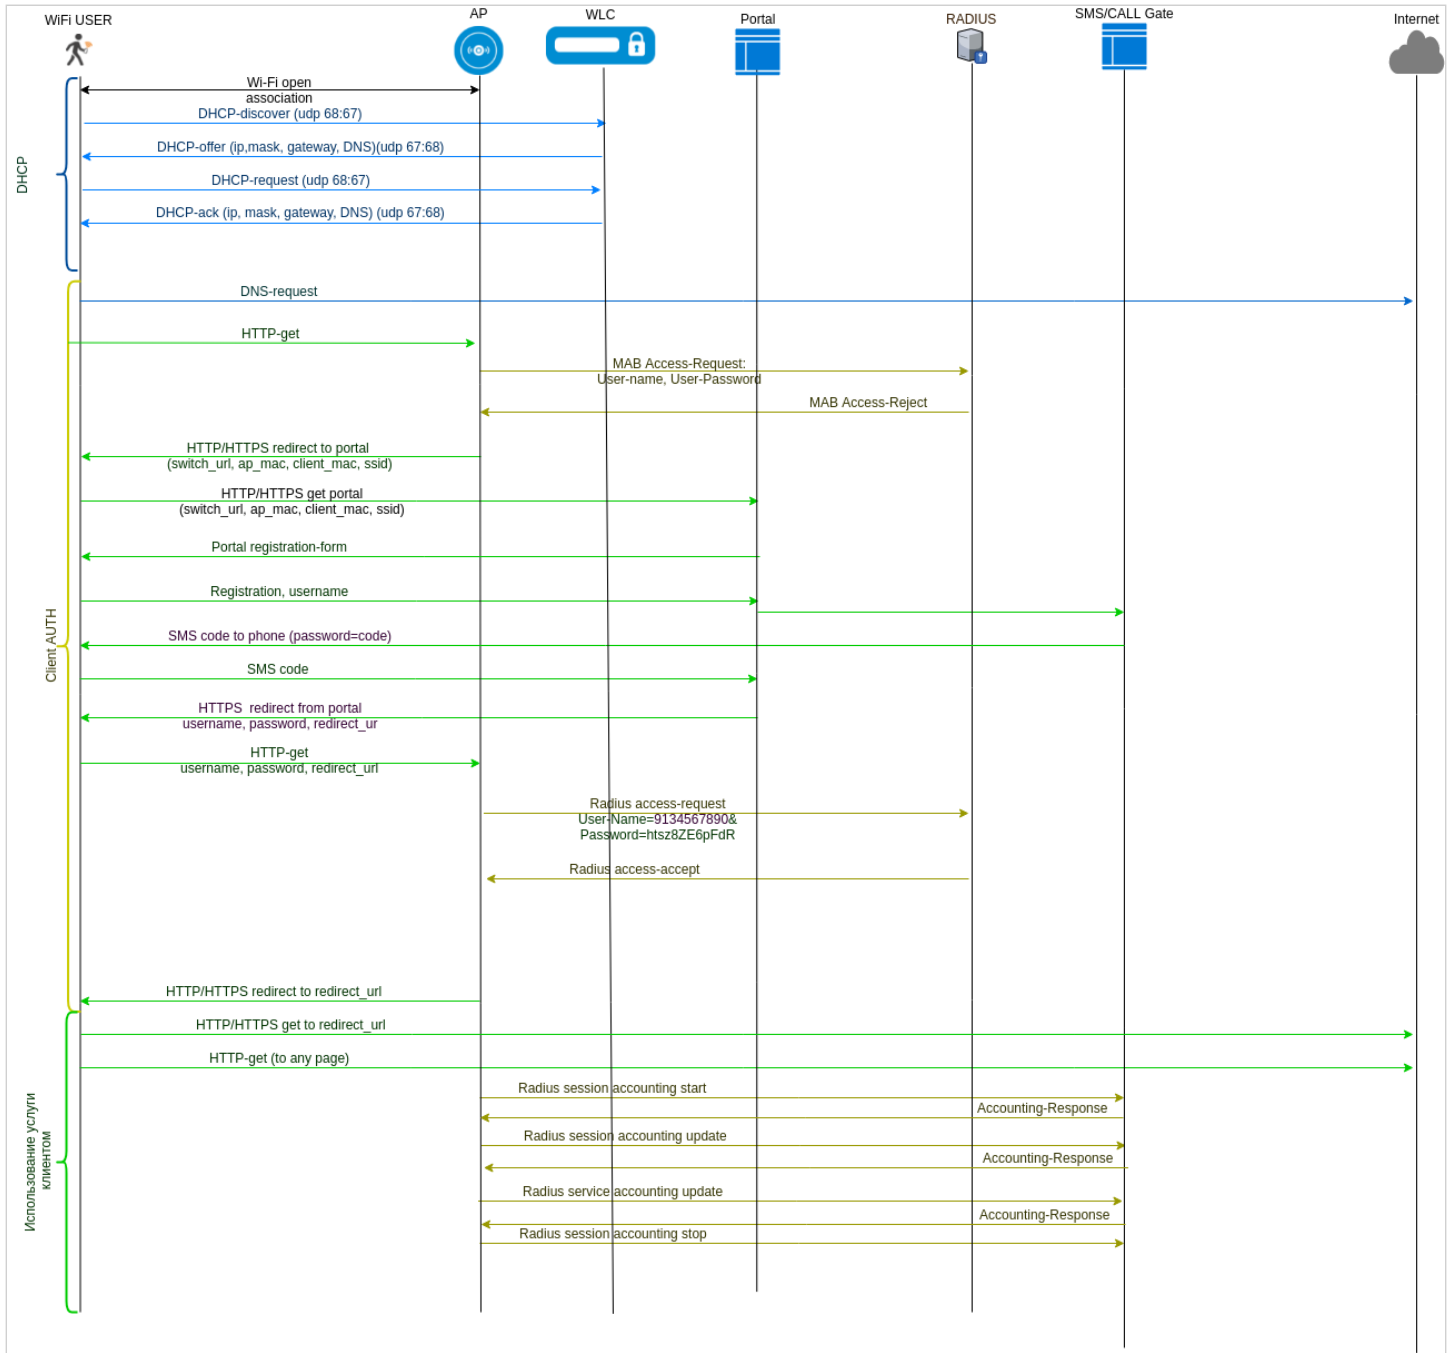 WiFi USER
AP
WLC
Portal
RADIUS
SMS/CALL Gate
Internet
Wi-Fi open
association
DHCP-discover (udp 68:67)
DHCP-offer (ip,mask, gateway, DNS)(udp 67:68)
DHCP-request (udp 68:67)
DHCP-ack (ip, mask, gateway, DNS) (udp 67:68)
DHCP
DNS-request
HTTP-get
MAB Access-Request:
User-name, User-Password
MAB Access-Reject
HTTP/HTTPS redirect to portal
(switch_url, ap_mac, client_mac, ssid)
HTTP/HTTPS get portal
(switch_url, ap_mac, client_mac, ssid)
Portal registration-form
Registration, username
SMS code to phone (password=code)
Client AUTH
SMS code
HTTPS  redirect from portal
username, password, redirect_ur
HTTP-get
username, password, redirect_url
Radius access-request
User-Name=9134567890&
Password=htsz8ZE6pFdR
Radius access-accept
HTTP/HTTPS redirect to redirect_url
HTTP/HTTPS get to redirect_url
HTTP-get (to any page)
Radius session accounting start
Accounting-Response
Radius session accounting update
Accounting-Response
Использование услуги
клиентом
Radius service accounting update
Accounting-Response
Radius session accounting stop